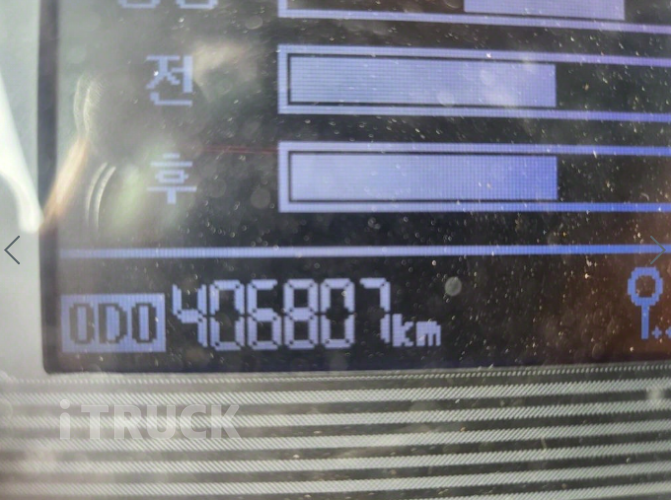 전
후
ODO 406807km
iTRUCK